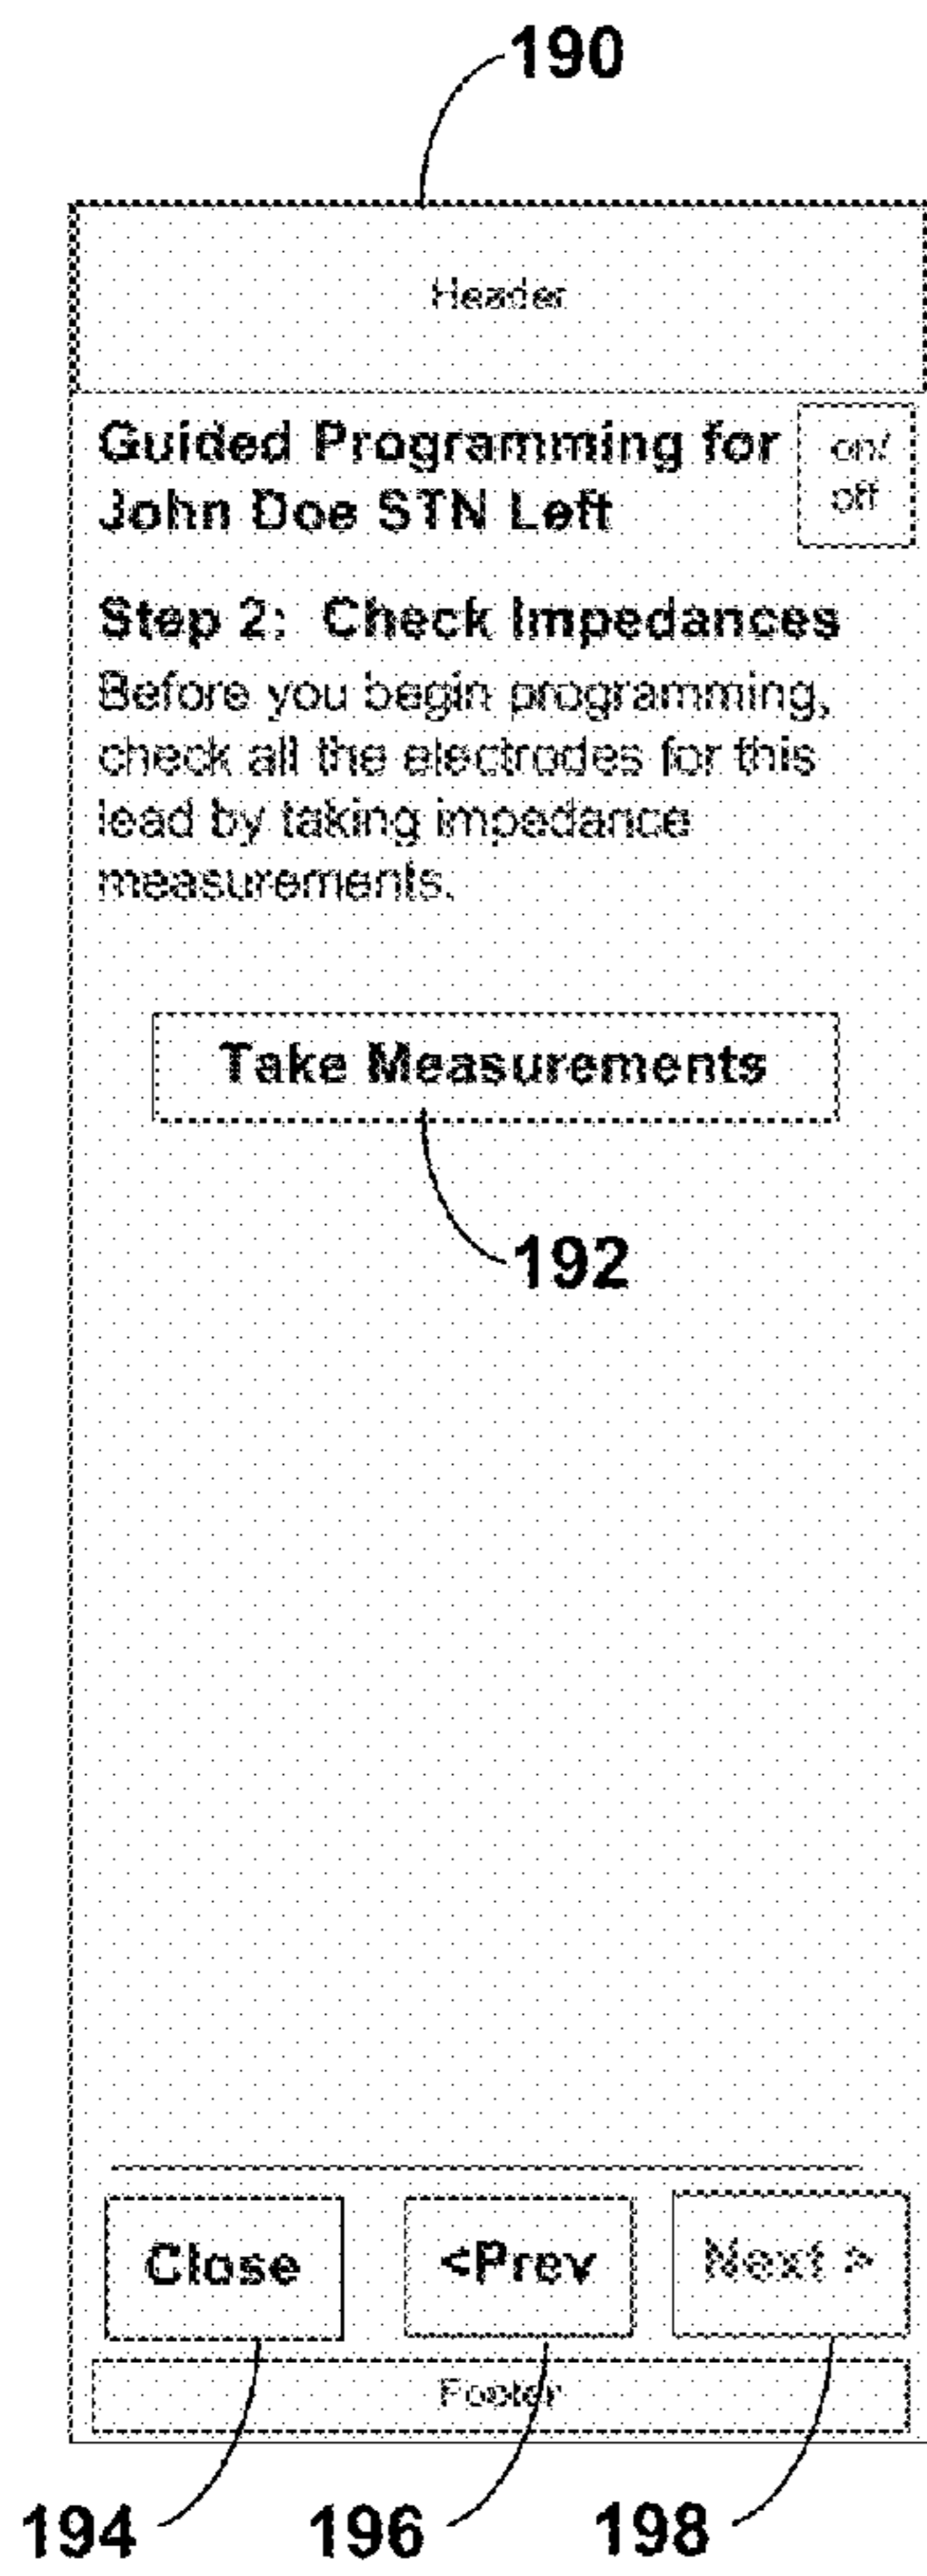 190
Header
Guided Programming for
on/
off
John Doe STN Left
Step 2: Check Impedances
Before you begin programming,
check all the electrodes for this
lead by taking impedance
measurements.
Take Measurements
192
Close <Prev Next >
Footer
194 196 198